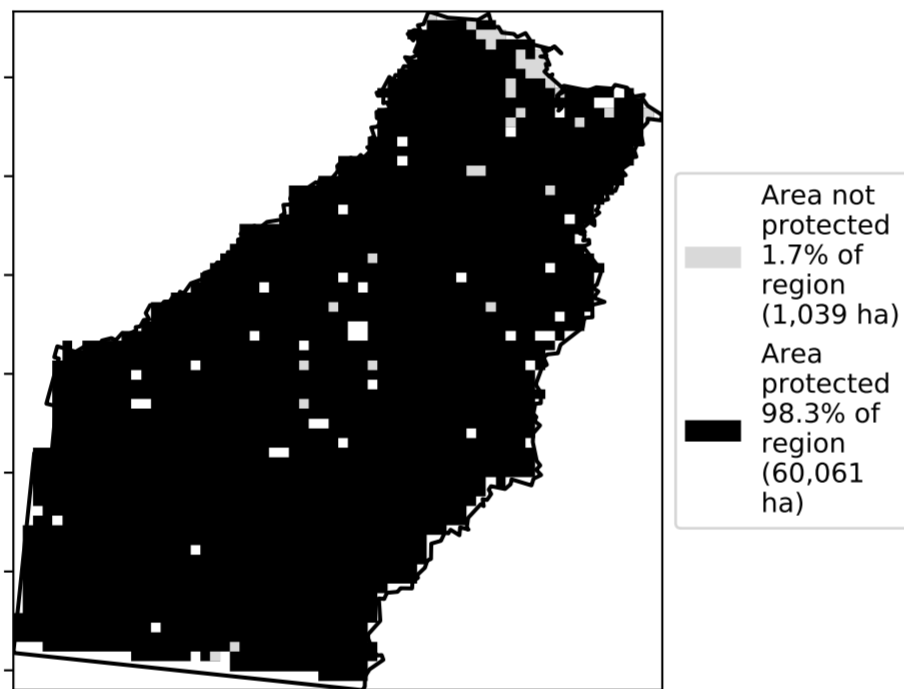 Area not
protected
1.7% of
region
(1,039 ha)
Area
protected
98.3% of
region
(60,061
ha)